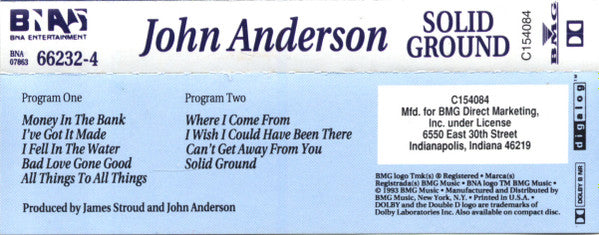 BNA
BNA ENTERTAINMENT
BNA
07863 66232-4
John Anderson
SOLID
GROUND
C154084
BMG
Program One
Money In The Bank
I've Got It Made
I Fell In The Water
Bad Love Gone Good
All Things To All Things
Program Two
Where I Come From
I Wish I Could Have Been There
Can't Get Away From You
Solid Ground
Produced by James Stroud and John Anderson
C154084
Mfd. for BMG Direct Marketing,
Inc. under License
6550 East 30th Street
Indianapolis, Indiana 46219
BMG logo Tmk(s) ® Registered • Marca(s)
Registrada(s) BMG Music • BNA logo TM BMG Music •
© 1993 BMG Music • Manufactured and Distributed by
BMG Music, New York, N.Y. • Printed in U.S.A. •
DOLBY and the Double D logo are trademarks of
Dolby Laboratories Inc. Also available on compact disc.
digalog
DOLBY B NR